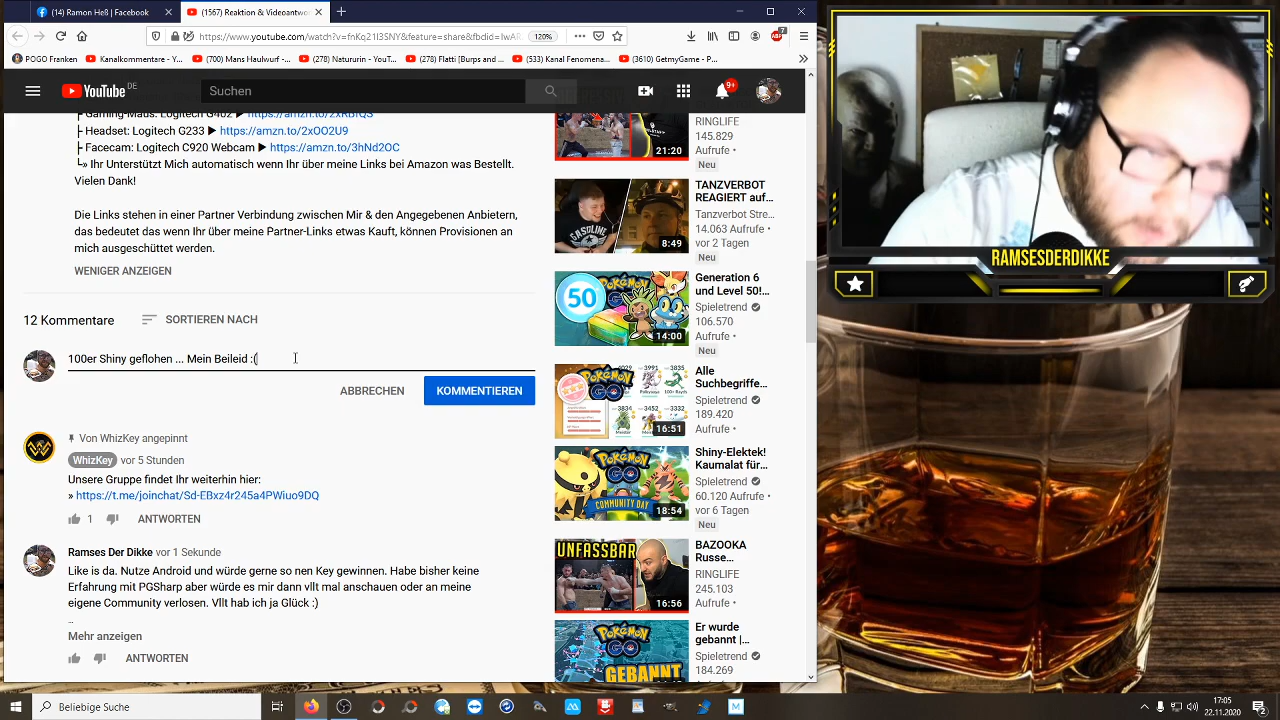 (14) Ramon Heß | Facebook
(1567) Reaktion & Videoantwo
https://www.youtube.com/watch?v=fnKq21I3SNY&feature=share&fbdid=IwAR
120%
POGO Franken
Kanalkommentare - Y...
(700) Mans Haulwurf - ...
(278) Natururin - YouT...
(278) Flatti [Burps and ...
(533) Kanal Fenomena...
(3610) GetmyGame - P...
YouTube DE
Suchen
9+
Gaming-Maus: Logitech G402 ▶
├ Headset: Logitech G233 ▶ https://amzn.to/2xOO2U9
├ Facecam: Logitech C920 Webcam ▶ https://amzn.to/3hNd2OC
└» Ihr Unterstützt Mich automatisch wenn Ihr über meine Links bei Amazon was Bestellt.
Vielen Dank!
Die Links stehen in einer Partner Verbindung zwischen Mir & den Angegebenen Anbietern,
das bedeutet das wenn Ihr über meine Partner-Links etwas Kauft, können Provisionen an
mich ausgeschüttet werden.
WENIGER ANZEIGEN
12 Kommentare
SORTIEREN NACH
100er Shiny geflohen ... Mein Beileid :(
ABBRECHEN
KOMMENTIEREN
Von WhizKey angepinnt
WhizKey vor 5 Stunden
Unsere Gruppe findet Ihr weiterhin hier:
» https://t.me/joinchat/Sd-EBxz4r245a4PWiuo9DQ
1
ANTWORTEN
Ramses Der Dikke vor 1 Sekunde
Like is da. Nutze Android und würde gerne so nen Key gewinnen. Habe bisher keine
Erfahrung mit PGSharp aber würde es mir dann vllt mal anschauen oder an meine
eigene Community verlosen. Vllt hab ich ja Glück :)
..
Mehr anzeigen
ANTWORTEN
21:20
RINGLIFE
145.829
Aufrufe •
Neu
GASOLINE
8:49
TANZVERBOT
REAGIERT auf...
Tanzverbot Stre...
14.063 Aufrufe •
vor 2 Tagen
Neu
50
14:00
Generation 6
und Level 50!...
Spieletrend
106.570
Aufrufe •
Neu
POKÉMON
GO
16:51
Alle
Suchbegriffe...
Spieletrend
189.420
Aufrufe •
POKÉMON
GO
COMMUNITY DAY
18:54
Shiny-Elektek!
Kaumalat für...
Spieletrend
60.120 Aufrufe •
vor 6 Tagen
Neu
UNFASSBAR
16:56
BAZOOKA
Russe...
RINGLIFE
245.103
Aufrufe •
POKÉMON
GO
GEBANNT
Er wurde
gebannt |...
Spieletrend
184.269
RAMSESDERDIKKE
Beliebige Suche
17:05
22.11.2020